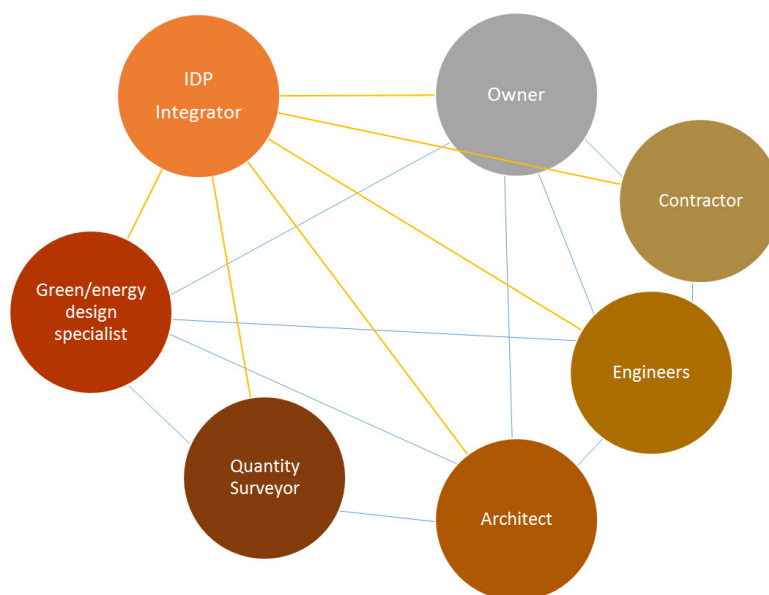 IDP
Integrator
Owner
Contractor
Green/energy
design
specialist
Engineers
Quantity
Surveyor
Architect